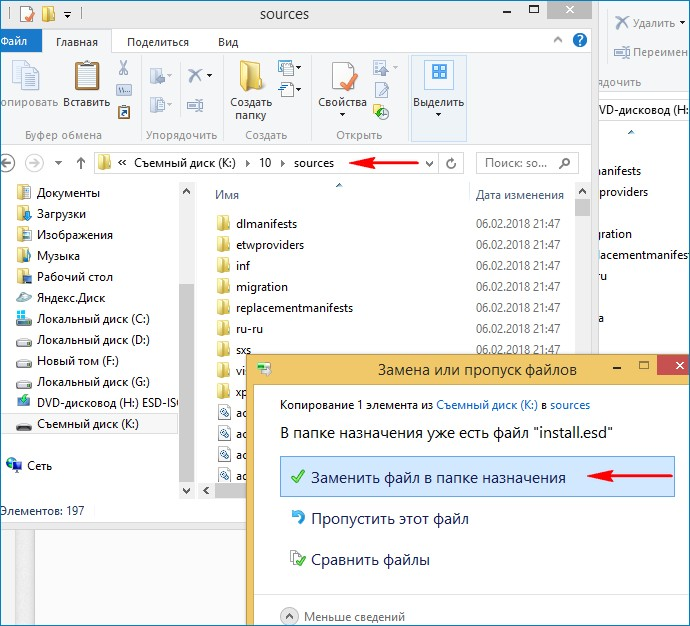 sources
Файл
Главная
Поделиться
Вид
Удалить
Переимен
Вставить
Создать папку
Свойства
Выделить
Буфер обмена
Упорядочить
Создать
Открыть
« Съемный диск (K:) 10 sources
Поиск: so...
VD-дисковод (H:) ESD-
Документы
Загрузки
Изображения
Музыка
Рабочий стол
Яндекс.Диск
Локальный диск (C:)
Локальный диск (D:)
Новый том (F:)
Локальный диск (G:)
DVD-дисковод (H:) ESD-ISO
Съемный диск (K:)
Сеть
Элементов: 197
Имя
Дата изменения
dlmanifests 06.02.2018 21:47
etwproviders 06.02.2018 21:47
inf 06.02.2018 21:47
migration 06.02.2018 21:47
replacementmanifests 06.02.2018 21:47
ru-ru 06.02.2018 21:47
sxs 06.02.2018 21:47
vi
xp
ac
ac
ac
ac
anifests
providers
igration
placementmanifests
ru
Замена или пропуск файлов
Копирование 1 элемента из Съемный диск (K:) в sources
В папке назначения уже есть файл "install.esd"
Заменить файл в папке назначения
Пропустить этот файл
Сравнить файлы
Меньше сведений